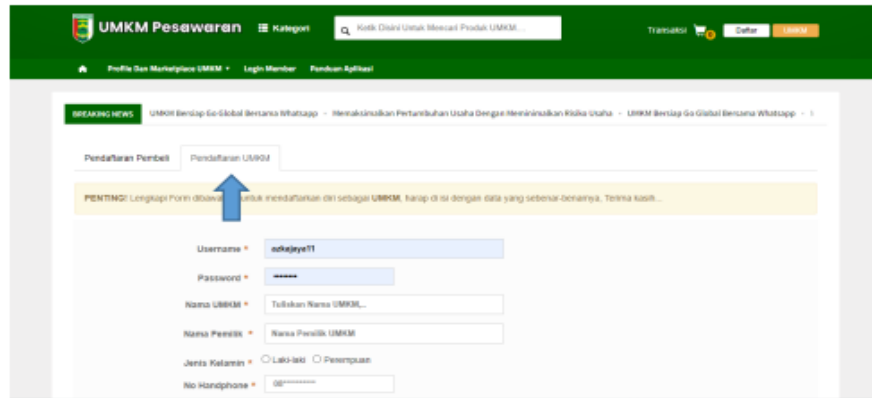 UMKM Pesawaran Kategori Ketik Disini Untuk Mencari Produk UMKM... Transaksi 0 Daftar UMKM
Profile Dan Marketplace UMKM Login Member Panduan Aplikasi
BREAKING NEWS UMKM Bersiap Go Global Bersama Whatsapp - Memaksimalkan Pertumbuhan Usaha Dengan Meminimalkan Risiko Usaha - UMKM Bersiap Go Global Bersama Whatsapp -
Pendaftaran Pembeli Pendaftaran UMKM
PENTING! Lengkapi Form dibawah untuk mendaftarkan diri sebagai UMKM, harap di isi dengan data yang sebenar-benarnya, Terima kasih...
Username * ozkajaya11
Password * ••••••••
Nama UMKM * Tuliskan Nama UMKM,..
Nama Pemilik * Nama Pemilik UMKM
Jenis Kelamin * Laki-laki Perempuan
No Handphone * 08**********